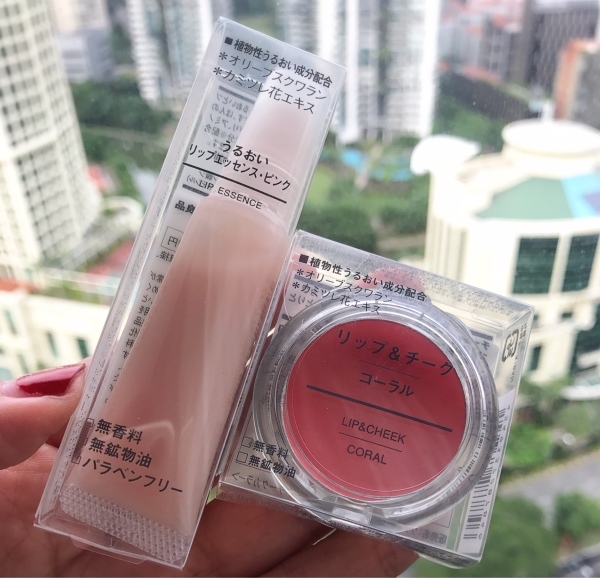 ■植物性うるおい成分配合
＊オリーブスクワラン
＊カミツレ花エキス
うるおい
リップエッセンス・ピンク
ESSENCE
無香料
無鉱物油
パラベンフリー
■植物性うるおい成分配合
＊オリーブスクワラン
＊カミツレ花エキス
リップ&チーク
コーラル
LIP&CHEEK
CORAL
無香料
無鉱物油